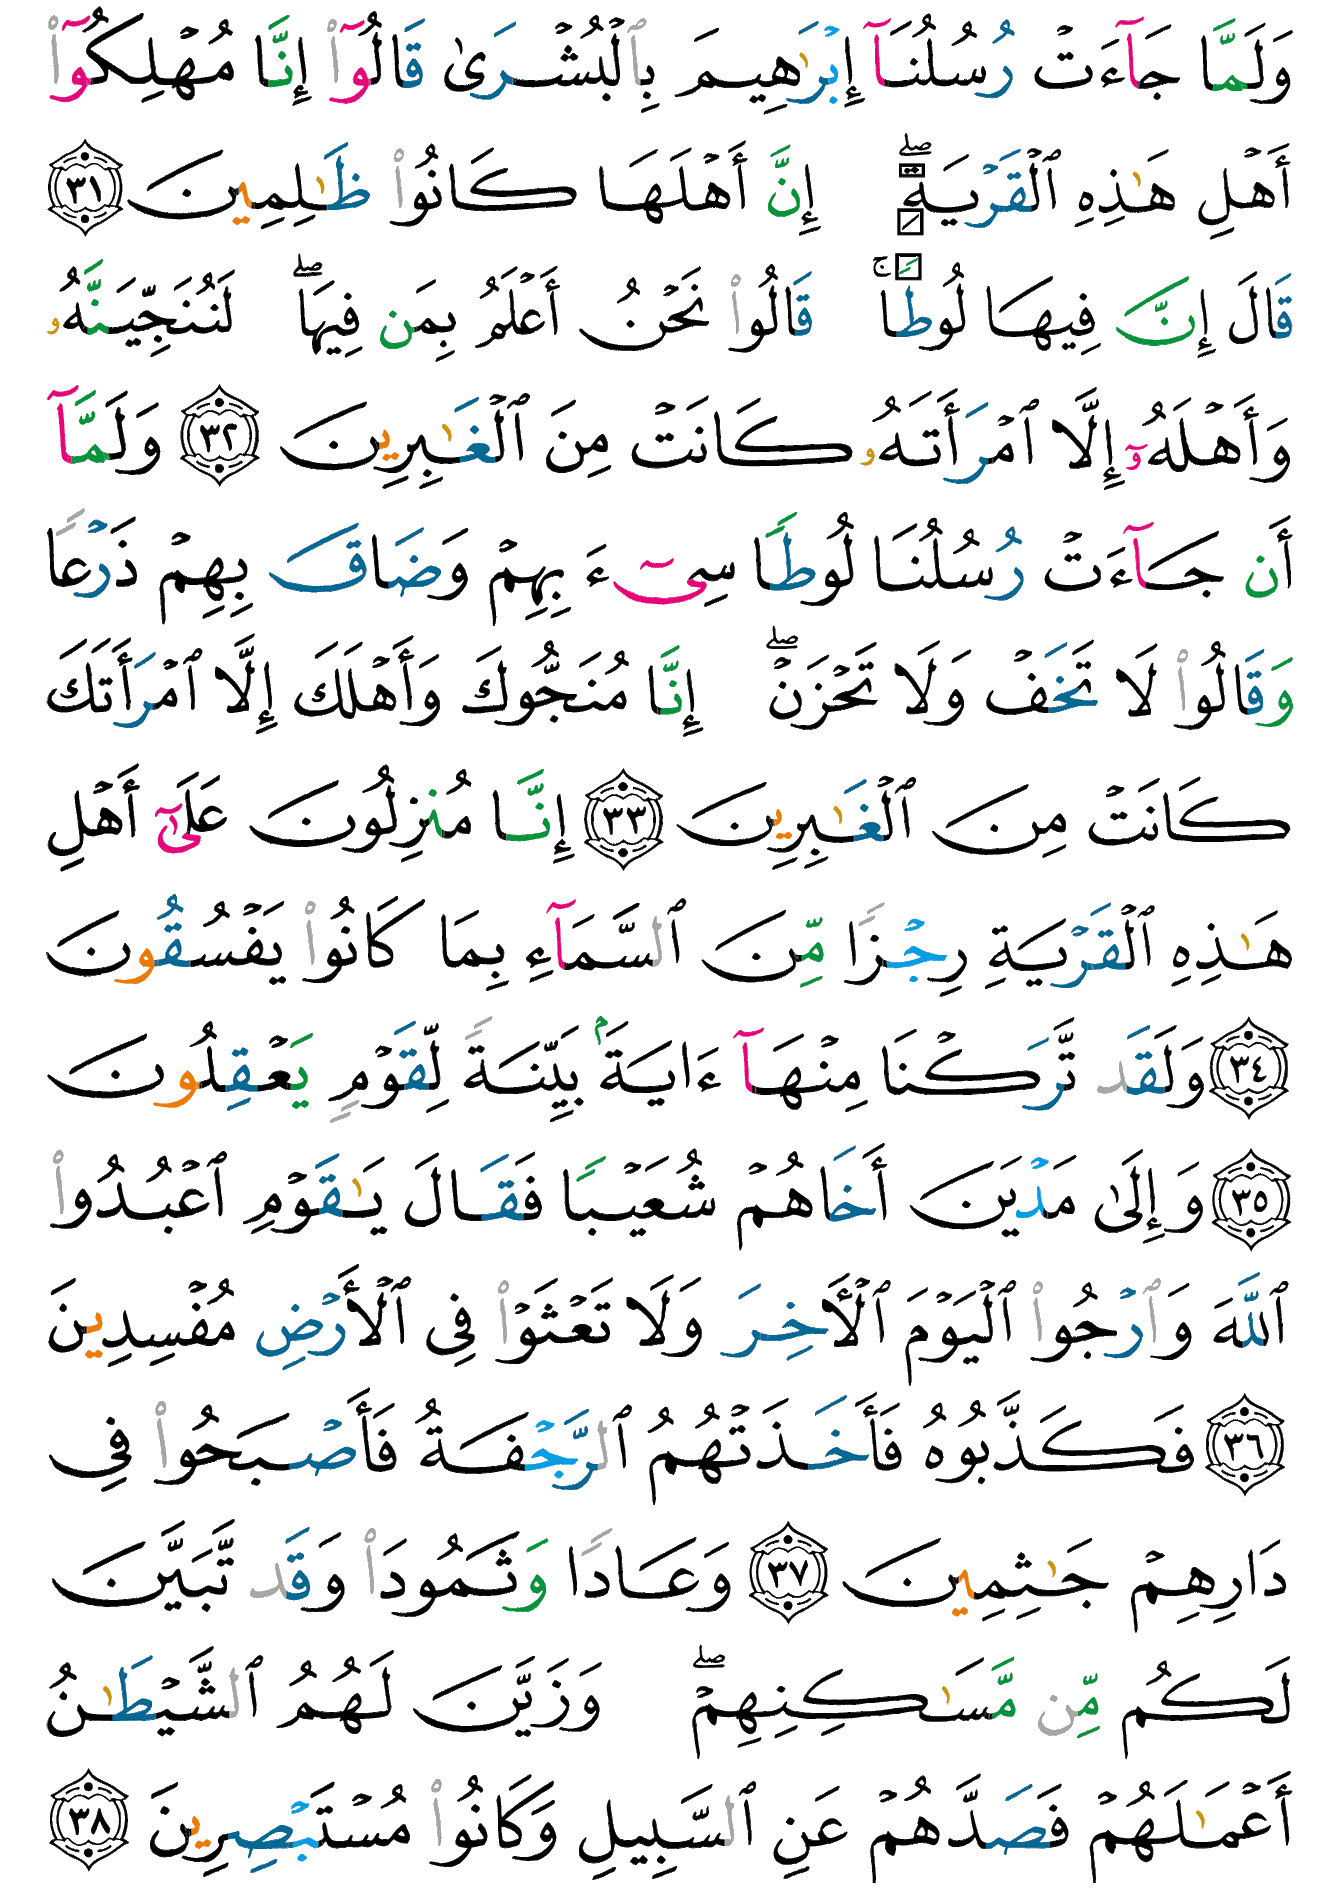 وَلَمَّا جَآءَتْ رُسُلُنَآ إِبْرَٰهِيمَ بِٱلْبُشْرَىٰ قَالُوٓا۟ إِنَّا مُهْلِكُوٓا۟
أَهْلِ هَٰذِهِ ٱلْقَرْيَةِ ۖ إِنَّ أَهْلَهَا كَانُوا۟ ظَٰلِمِينَ ٣١
قَالَ إِنَّ فِيهَا لُوطًا ۚ قَالُوا۟ نَحْنُ أَعْلَمُ بِمَن فِيهَا ۖ لَنُنَجِّيَنَّهُۥ
وَأَهْلَهُۥٓ إِلَّا ٱمْرَأَتَهُۥ كَانَتْ مِنَ ٱلْغَٰبِرِينَ ٣٢ وَلَمَّآ
أَن جَآءَتْ رُسُلُنَا لُوطًا سِىٓءَ بِهِمْ وَضَاقَ بِهِمْ ذَرْعًا
وَقَالُوا۟ لَا تَخَفْ وَلَا تَحْزَنْ ۖ إِنَّا مُنَجُّوكَ وَأَهْلَكَ إِلَّا ٱمْرَأَتَكَ
كَانَتْ مِنَ ٱلْغَٰبِرِينَ ٣٣ إِنَّا مُنزِلُونَ عَلَىٰٓ أَهْلِ
هَٰذِهِ ٱلْقَرْيَةِ رِجْزًا مِّنَ ٱلسَّمَآءِ بِمَا كَانُوا۟ يَفْسُقُونَ
٣٤ وَلَقَد تَّرَكْنَا مِنْهَآ ءَايَةًۢ بَيِّنَةً لِّقَوْمٍ يَعْقِلُونَ
٣٥ وَإِلَىٰ مَدْيَنَ أَخَاهُمْ شُعَيْبًا فَقَالَ يَٰقَوْمِ ٱعْبُدُوا۟
ٱللَّهَ وَٱرْجُوا۟ ٱلْيَوْمَ ٱلْأَخِرَ وَلَا تَعْثَوْا۟ فِى ٱلْأَرْضِ مُفْسِدِينَ
٣٦ فَكَذَّبُوهُ فَأَخَذَتْهُمُ ٱلرَّجْفَةُ فَأَصْبَحُوا۟ فِى
دَارِهِمْ جَٰثِمِينَ ٣٧ وَعَادًا وَثَمُودَا۟ وَقَد تَّبَيَّنَ
لَكُم مِّن مَّسَٰكِنِهِمْ ۖ وَزَيَّنَ لَهُمُ ٱلشَّيْطَٰنُ
أَعْمَٰلَهُمْ فَصَدَّهُمْ عَنِ ٱلسَّبِيلِ وَكَانُوا۟ مُسْتَبْصِرِينَ ٣٨